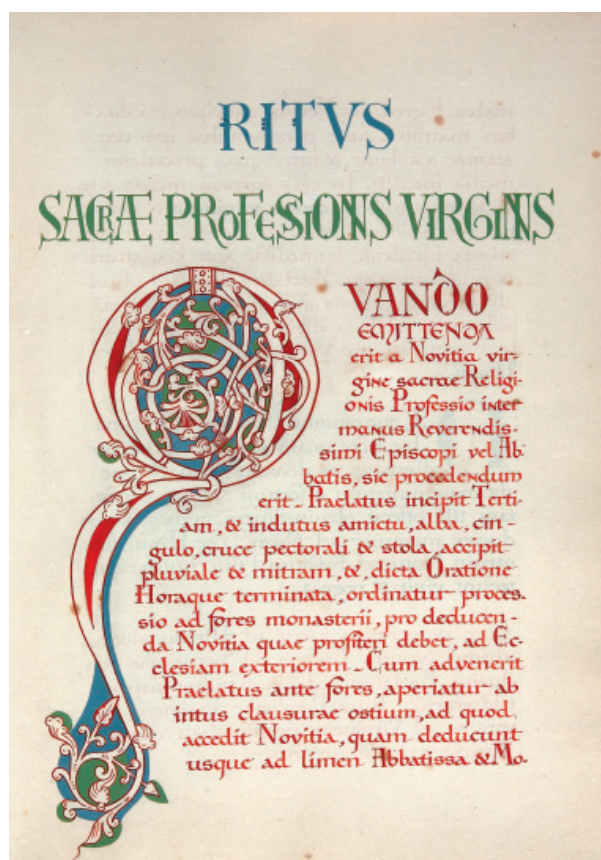 RITVS
SACRÆ PROFESSIONIS VIRGINIS
QVANDO
EMITTENDA
erit a Novitia vir-
gine sacrae Religi-
onis Professio inter
manus Reverendis-
simi Episcopi vel Ab-
batis, sic procedendum
erit. Praelatus incipit Terti-
am, & indutus amictu, alba, cin-
gulo, cruce pectorali & stola, accipit
pluviale & mitram, &, dicta Oratione
Horaque terminata, ordinatur proces-
sio ad fores monasterii, pro deducen-
da Novitia quae profiteri debet, ad Ec-
clesiam exteriorem. Cum advenerit
Praelatus ante fores, aperiatur ab
intus clausurae ostium, ad quod
accedit Novitia, quam deducunt
usque ad limen Abbatissa & Mo-